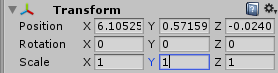 Transform
Position X 6.10525 Y 0.57159 Z -0.0240
Rotation X 0 Y 0 Z 0
Scale X 1 Y 1 Z 1